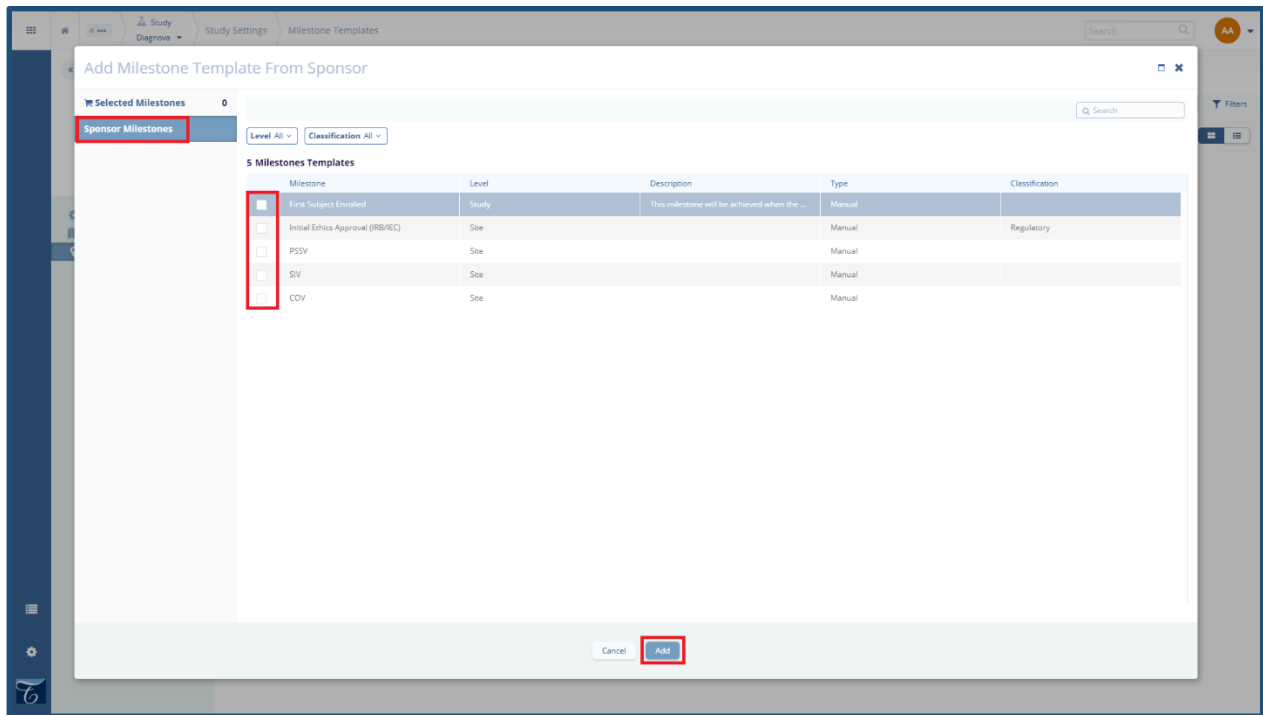 Study
Diagnova
Study Settings
Milestone Templates
Search
AA
Add Milestone Template From Sponsor
Selected Milestones 0
Sponsor Milestones
Search
Filters
Level All
Classification All
5 Milestones Templates
Milestone Level Description Type Classification
First Subject Enrolled Study This milestone will be achieved when the ... Manual
Initial Ethics Approval (IRB/IEC) Site Manual Regulatory
PSSV Site Manual
SIV Site Manual
COV Site Manual
Cancel Add